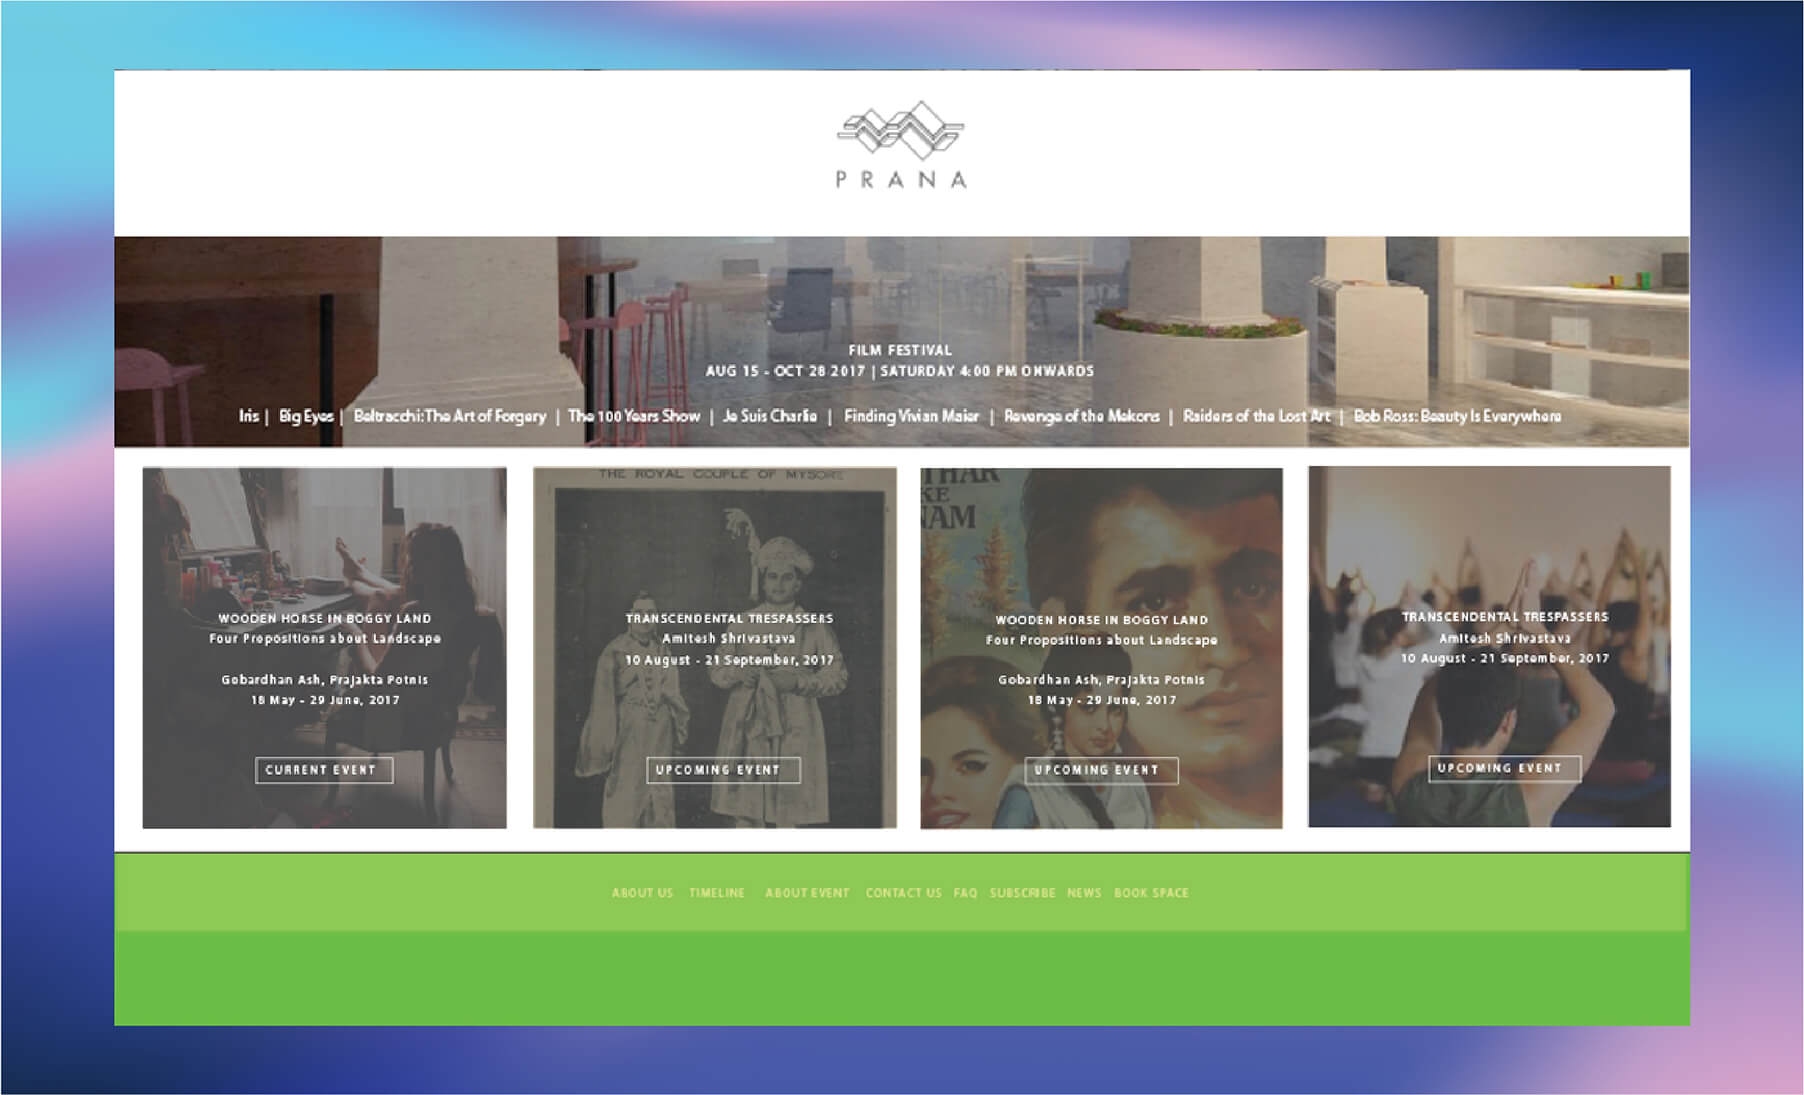 PRANA
FILM FESTIVAL
AUG 15 - OCT 28 2017 | SATURDAY 4:00 PM ONWARDS
Iris | Big Eyes | Beltracchi: The Art of Forgery | The 100 Years Show | Je Suis Charlie | Finding Vivian Maier | Revenge of the Mekons | Raiders of the Lost Art | Bob Ross: Beauty Is Everywhere
WOODEN HORSE IN BOGGY LAND
Four Propositions about Landscape
Gobardhan Ash, Prajakta Potnis
18 May - 29 June, 2017
CURRENT EVENT
THE ROYAL COUPLE OF MYSORE
TRANSCENDENTAL TRESPASSERS
Amitesh Shrivastava
10 August - 21 September, 2017
UPCOMING EVENT
THAR
KE
NAM
WOODEN HORSE IN BOGGY LAND
Four Propositions about Landscape
Gobardhan Ash, Prajakta Potnis
18 May - 29 June, 2017
UPCOMING EVENT
TRANSCENDENTAL TRESPASSERS
Amitesh Shrivastava
10 August - 21 September, 2017
UPCOMING EVENT
ABOUT US TIMELINE ABOUT EVENT CONTACT US FAQ SUBSCRIBE NEWS BOOK SPACE